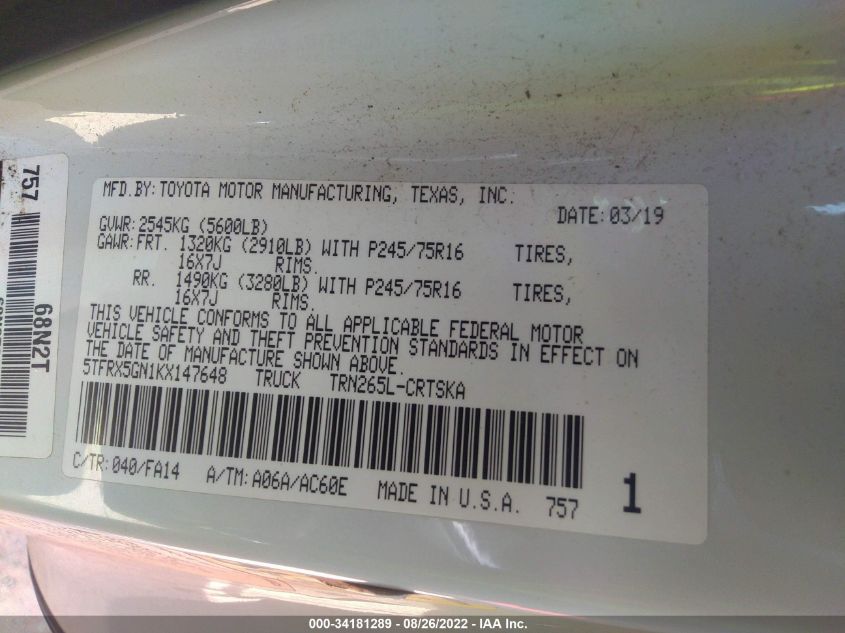 MFD.BY:TOYOTA MOTOR MANUFACTURING, TEXAS, INC.
DATE:03/19
GVWR:2545KG (5600LB)
GAWR:FRT. 1320KG (2910LB) WITH P245/75R16 TIRES,
16X7J RIMS.
RR. 1490KG (3280LB) WITH P245/75R16 TIRES,
16X7J RIMS.
THIS VEHICLE CONFORMS TO ALL APPLICABLE FEDERAL MOTOR
VEHICLE SAFETY AND THEFT PREVENTION STANDARDS IN EFFECT ON
THE DATE OF MANUFACTURE SHOWN ABOVE.
5TFRX5GN1KX147648 TRUCK TRN265L-CRTSKA
C/TR:040/FA14 A/TM:A06A/AC60E MADE IN U.S.A. 757 1
757
68N2T
000-34181289 - 08/26/2022 - IAA Inc.